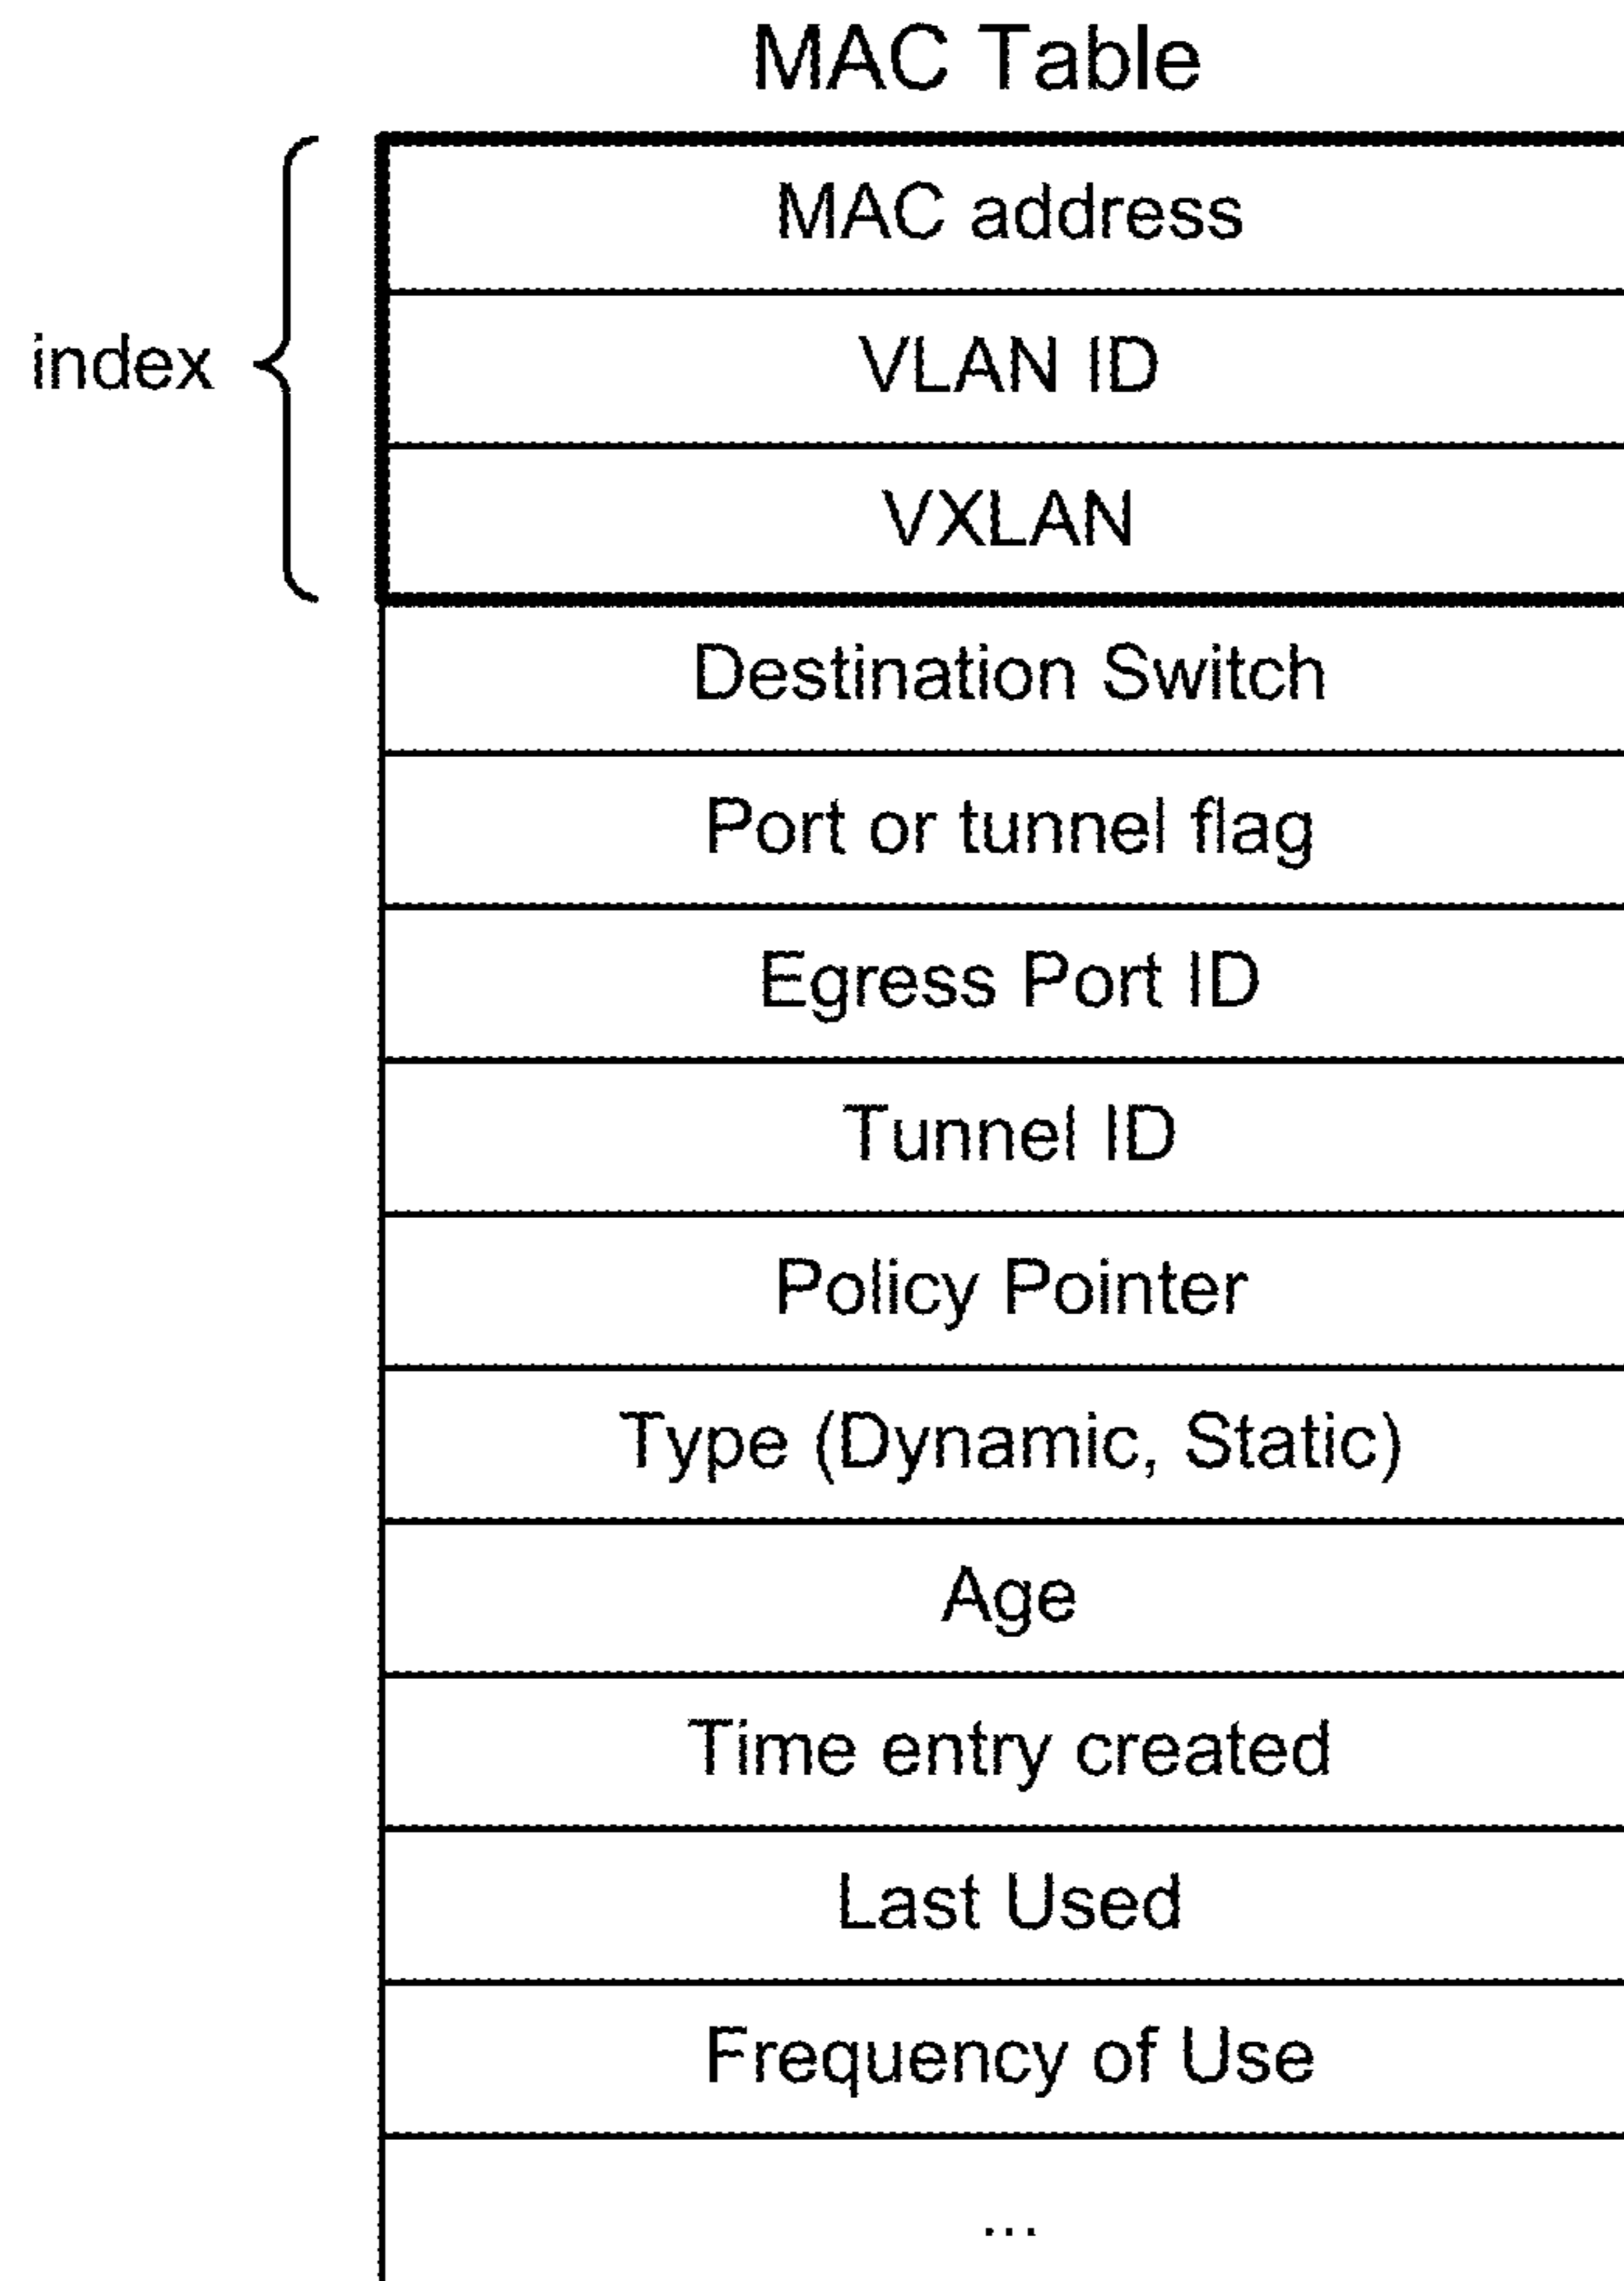 MAC Table
index
MAC address
VLAN ID
VXLAN
Destination Switch
Port or tunnel flag
Egress Port ID
Tunnel ID
Policy Pointer
Type (Dynamic, Static)
Age
Time entry created
Last Used
Frequency of Use
...